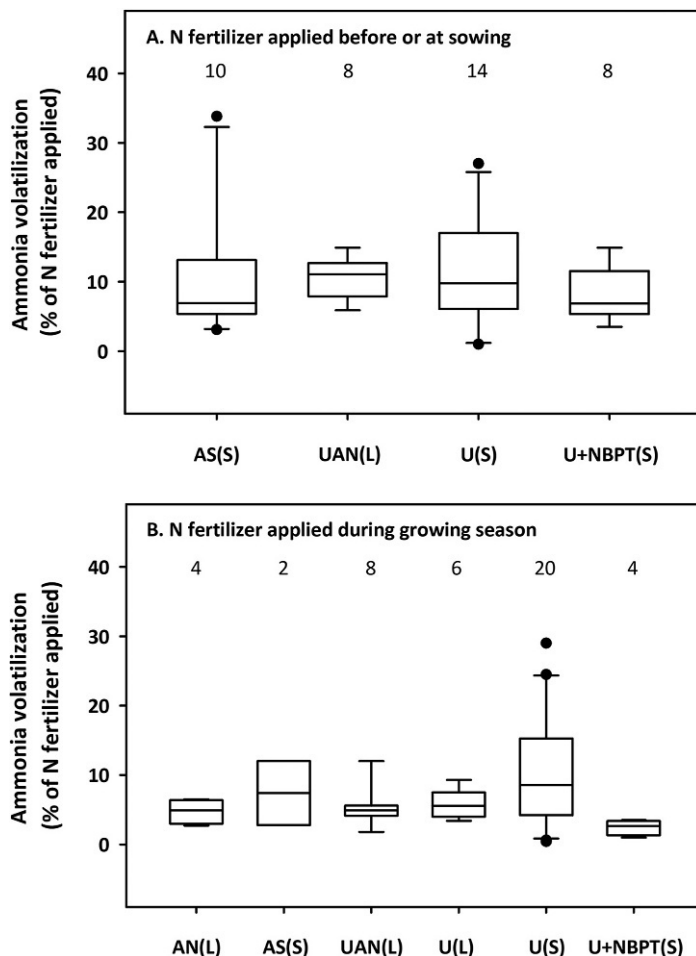 A. N fertilizer applied before or at sowing
10 8 14 8
Ammonia volatilization
(% of N fertilizer applied)
40
30
20
10
0
AS(S) UAN(L) U(S) U+NBPT(S)
B. N fertilizer applied during growing season
4 2 8 6 20 4
Ammonia volatilization
(% of N fertilizer applied)
40
30
20
10
0
AN(L) AS(S) UAN(L) U(L) U(S) U+NBPT(S)